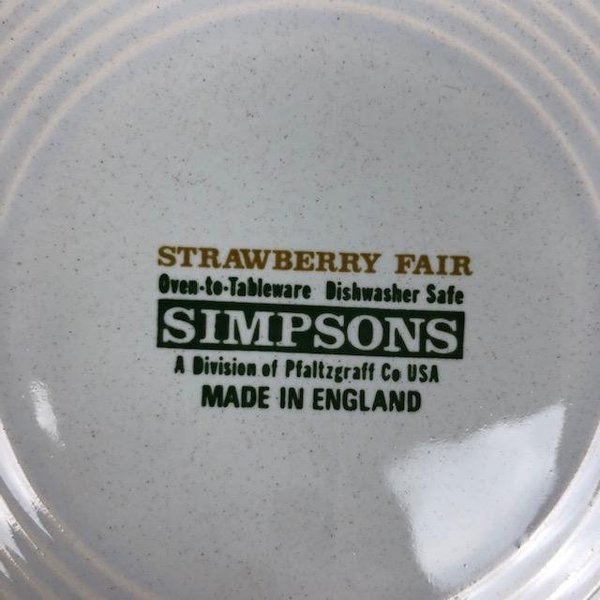 STRAWBERRY FAIR
Oven-to-Tableware Dishwasher Safe
SIMPSONS
A Division of Pfaltzgraff Co USA
MADE IN ENGLAND